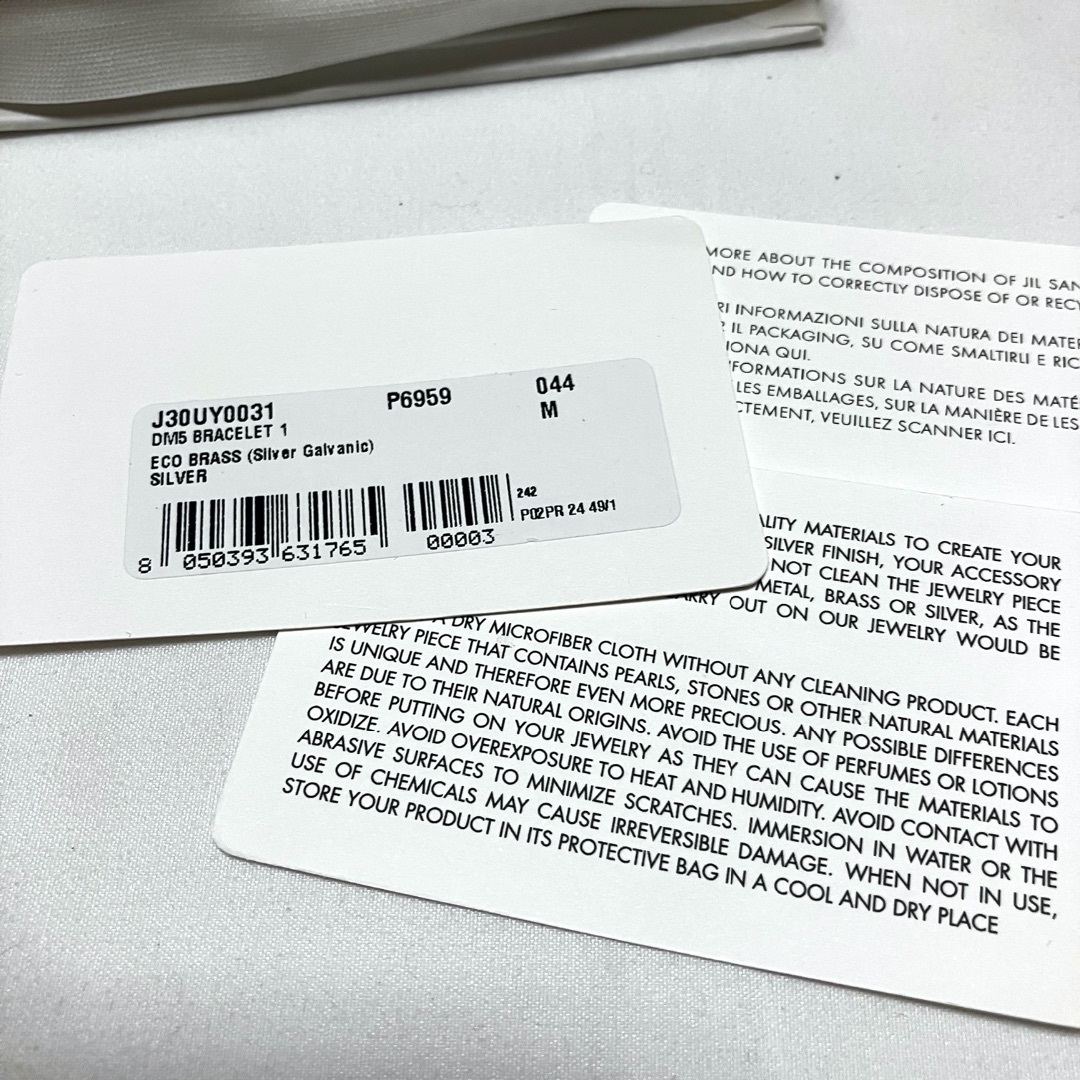 J30UY0031 P6959 044
DM5 BRACELET 1 M
ECO BRASS (Silver Galvanic)
SILVER
242
P02PR 24 49/1
8 050393 631765 00003
MORE ABOUT THE COMPOSITION OF JIL SAN
ND HOW TO CORRECTLY DISPOSE OF OR RECY
RI INFORMAZIONI SULLA NATURA DEI MATER
IL PACKAGING, SU COME SMALTIRLI E RIC
IONA QUI.
FORMATIONS SUR LA NATURE DES MATÉ
LES EMBALLAGES, SUR LA MANIÈRE DE LES
CTEMENT, VEUILLEZ SCANNER ICI.
ALITY MATERIALS TO CREATE YOUR
SILVER FINISH, YOUR ACCESSORY
NOT CLEAN THE JEWELRY PIECE
METAL, BRASS OR SILVER, AS THE
ARRY OUT ON OUR JEWELRY WOULD BE
A DRY MICROFIBER CLOTH WITHOUT ANY CLEANING PRODUCT. EACH
JEWELRY PIECE THAT CONTAINS PEARLS, STONES OR OTHER NATURAL MATERIALS
IS UNIQUE AND THEREFORE EVEN MORE PRECIOUS. ANY POSSIBLE DIFFERENCES
ARE DUE TO THEIR NATURAL ORIGINS. AVOID THE USE OF PERFUMES OR LOTIONS
BEFORE PUTTING ON YOUR JEWELRY AS THEY CAN CAUSE THE MATERIALS TO
OXIDIZE. AVOID OVEREXPOSURE TO HEAT AND HUMIDITY. AVOID CONTACT WITH
ABRASIVE SURFACES TO MINIMIZE SCRATCHES. IMMERSION IN WATER OR THE
USE OF CHEMICALS MAY CAUSE IRREVERSIBLE DAMAGE. WHEN NOT IN USE,
STORE YOUR PRODUCT IN ITS PROTECTIVE BAG IN A COOL AND DRY PLACE